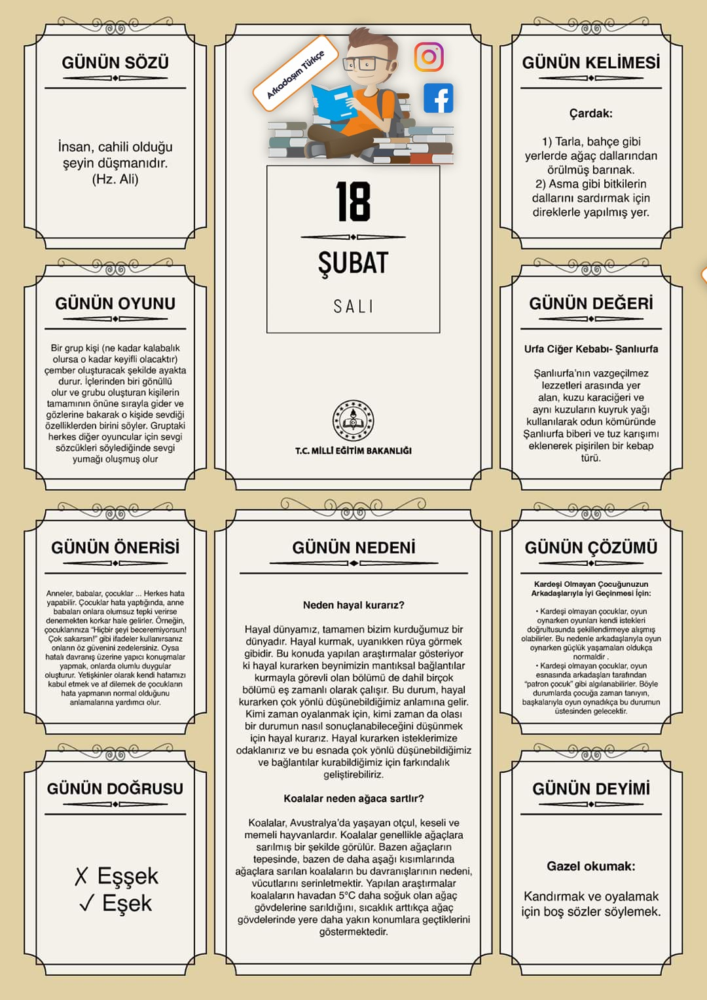 GÜNÜN SÖZÜ
İnsan, cahili olduğu
şeyin düşmanıdır.
(Hz. Ali)
Arkadaşım Türkçe
18
ŞUBAT
SALI
T.C. MİLLÎ EĞİTİM BAKANLIĞI
GÜNÜN KELİMESİ
Çardak:
1) Tarla, bahçe gibi
yerlerde ağaç dallarından
örülmüş barınak.
2) Asma gibi bitkilerin
dallarını sardırmak için
direklerle yapılmış yer.
GÜNÜN OYUNU
Bir grup kişi (ne kadar kalabalık
olursa o kadar keyifli olacaktır)
çember oluşturacak şekilde ayakta
durur. İçlerinden biri gönüllü
olur ve grubu oluşturan kişilerin
tamamının önüne sırayla gider ve
gözlerine bakarak o kişide sevdiği
özelliklerden birini söyler. Gruptaki
herkes diğer oyuncular için sevgi
sözcükleri söylediğinde sevgi
yumağı oluşmuş olur
GÜNÜN DEĞERİ
Urfa Ciğer Kebabı- Şanlıurfa
Şanlıurfa'nın vazgeçilmez
lezzetleri arasında yer
alan, kuzu karaciğeri ve
aynı kuzuların kuyruk yağı
kullanılarak odun kömüründe
Şanlıurfa biberi ve tuz karışımı
eklenerek pişirilen bir kebap
türü.
GÜNÜN ÖNERİSİ
Anneler, babalar, çocuklar ... Herkes hata
yapabilir. Çocuklar hata yaptığında, anne
babaları onlara olumsuz tepki verirse
denemekten korkar hale gelirler. Örneğin,
çocuklarınıza "Hiçbir şeyi beceremiyorsun!
Çok sakarsın!" gibi ifadeler kullanırsanız
onların öz güvenini zedelersiniz. Oysa
hatalı davranış üzerine yapıcı konuşmalar
yapmak, onlarda olumlu duygular
oluşturur. Yetişkinler olarak kendi hatamızı
kabul etmek ve af dilemek de çocukların
hata yapmanın normal olduğunu
anlamalarına yardımcı olur.
GÜNÜN NEDENİ
Neden hayal kurarız?
Hayal dünyamız, tamamen bizim kurduğumuz bir
dünyadır. Hayal kurmak, uyanıkken rüya görmek
gibidir. Bu konuda yapılan araştırmalar gösteriyor
ki hayal kurarken beynimizin mantıksal bağlantılar
kurmayla görevli olan bölümü de dahil birçok
bölümü eş zamanlı olarak çalışır. Bu durum, hayal
kurarken çok yönlü düşünebildiğimiz anlamına gelir.
Kimi zaman oyalanmak için, kimi zaman da olası
bir durumun nasıl sonuçlanabileceğini düşünmek
için hayal kurarız. Hayal kurarken isteklerimize
odaklanırız ve bu esnada çok yönlü düşünebildiğimiz
ve bağlantılar kurabildiğimiz için farkındalık
geliştirebiliriz.
Koalalar neden ağaca sartlır?
Koalalar, Avustralya'da yaşayan otçul, keseli ve
memeli hayvanlardır. Koalalar genellikle ağaçlara
sarılmış bir şekilde görülür. Bazen ağaçların
tepesinde, bazen de daha aşağı kısımlarında
ağaçlara sarılan koalaların bu davranışlarının nedeni,
vücutlarını serinletmektir. Yapılan araştırmalar
koalaların havadan 5°C daha soğuk olan ağaç
gövdelerine sarıldığını, sıcaklık arttıkça ağaç
gövdelerinde yere daha yakın konumlara geçtiklerini
göstermektedir.
GÜNÜN ÇÖZÜMÜ
Kardeşi Olmayan Çocuğunuzun
Arkadaşlarıyla İyi Geçinmesi İçin:
• Kardeşi olmayan çocuklar, oyun
oynarken oyunları kendi istekleri
doğrultusunda şekillendirmeye alışmış
olabilirler. Bu nedenle arkadaşlarıyla oyun
oynarken güçlük yaşamaları oldukça
normaldir .
• Kardeşi olmayan çocuklar, oyun
esnasında arkadaşları tarafından
"patron çocuk" gibi algılanabilirler. Böyle
durumlarda çocuğa zaman tanıyın,
başkalarıyla oyun oynadıkça bu durumun
üstesinden gelecektir.
GÜNÜN DOĞRUSU
✗ Eşşek
✓ Eşek
GÜNÜN DEYİMİ
Gazel okumak:
Kandırmak ve oyalamak
için boş sözler söylemek.